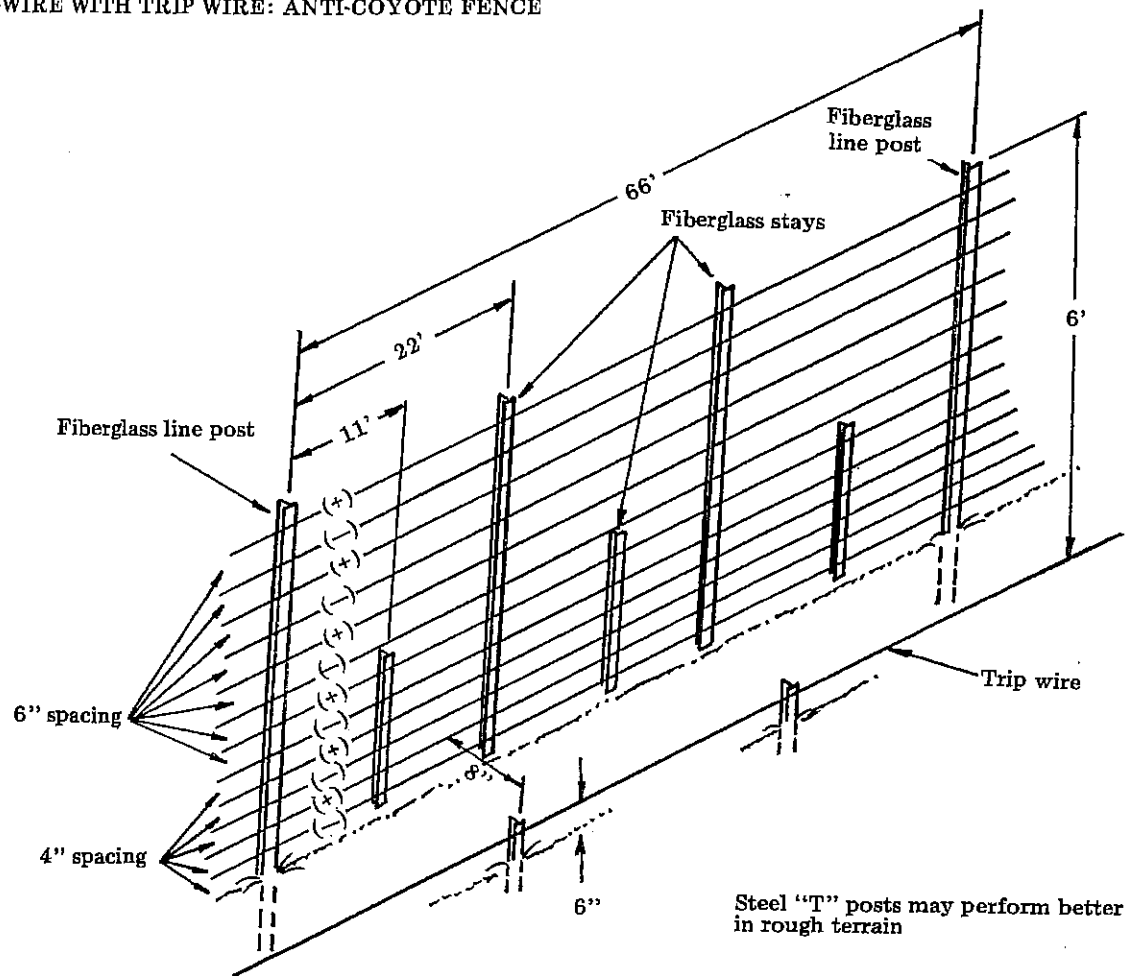 -WIRE WITH TRIP WIRE: ANTI-COYOTE FENCE
Fiberglass
line post
66'
Fiberglass stays
6'
22'
11'
Fiberglass line post
(+)
(-)
(+)
(-)
(+)
(-)
(+)
(-)
(+)
(-)
(+)
(-)
6" spacing
Trip wire
8"
4" spacing
6"
Steel "T" posts may perform better
in rough terrain